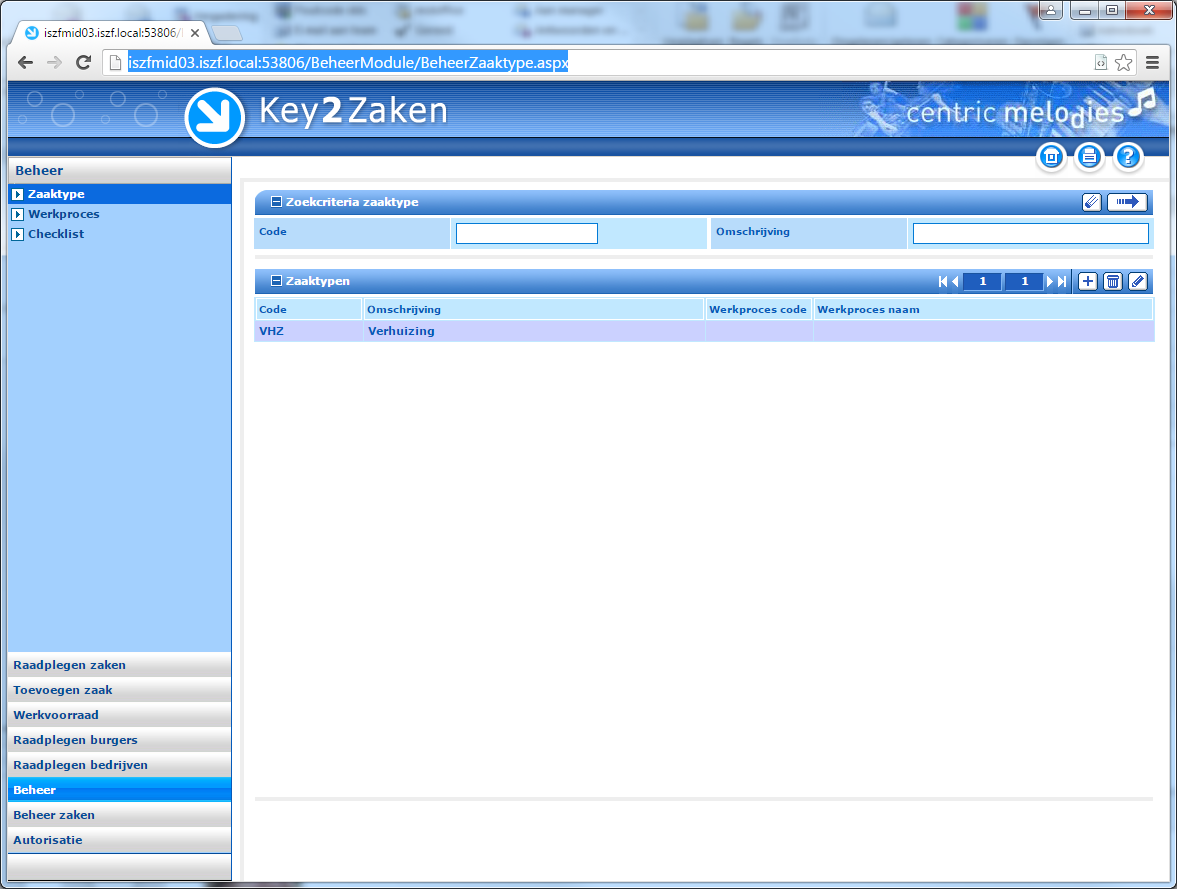 iszfmid03.iszf.local:53806/
iszfmid03.iszf.local:53806/BeheerModule/BeheerZaaktype.aspx
Key2Zaken
centric melodies
Beheer
Zaaktype
Werkproces
Checklist
Zoekcriteria zaaktype
Code Omschrijving
Zaaktypen 1 1
Code Omschrijving Werkproces code Werkproces naam
VHZ Verhuizing
Raadplegen zaken
Toevoegen zaak
Werkvoorraad
Raadplegen burgers
Raadplegen bedrijven
Beheer
Beheer zaken
Autorisatie